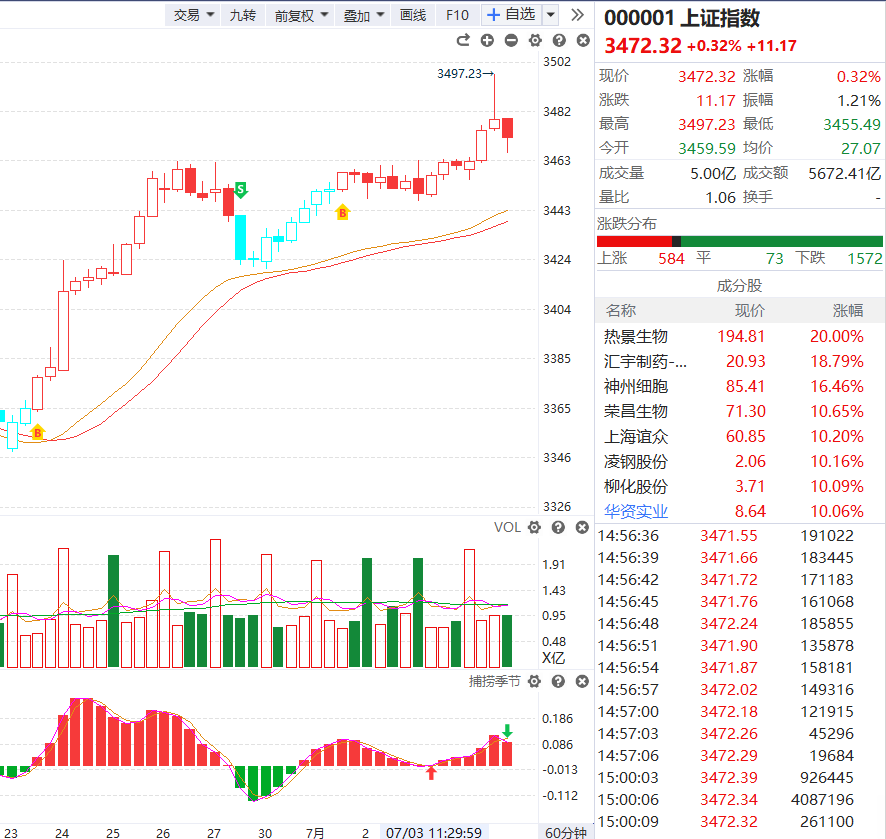 交易 九转 前复权 叠加 画线 F10 自选
000001 上证指数
3472.32 +0.32% +11.17
现价 3472.32 涨幅 0.32%
涨跌 11.17 振幅 1.21%
最高 3497.23 最低 3455.49
今开 3459.59 均价 27.07
成交量 5.00亿 成交额 5672.41亿
量比 1.06 换手 -
涨跌分布
上涨 584 平 73 下跌 1572
成分股
名称 现价 涨幅
热景生物 194.81 20.00%
汇宇制药-... 20.93 18.79%
神州细胞 85.41 16.46%
荣昌生物 71.30 10.65%
上海谊众 60.85 10.20%
凌钢股份 2.06 10.16%
柳化股份 3.71 10.09%
华资实业 8.64 10.06%
14:56:36 3471.55 191022
14:56:39 3471.66 183445
14:56:42 3471.72 171183
14:56:45 3471.76 161068
14:56:48 3472.24 185855
14:56:51 3471.90 135878
14:56:54 3471.87 158181
14:56:57 3472.02 149316
14:57:00 3472.18 121915
14:57:03 3472.26 45296
14:57:06 3472.29 19684
15:00:03 3472.39 926445
15:00:06 3472.34 4087196
15:00:09 3472.32 261100
3502
3497.23→
3482
3463
S
B
3443
3424
3404
3385
3365
B
3346
3326
VOL
1.91
1.43
0.95
0.48
X亿
捕捞季节
0.186
0.086
-0.013
-0.112
23 24 25 26 27 30 7月 2 07/03 11:29:59 60分钟